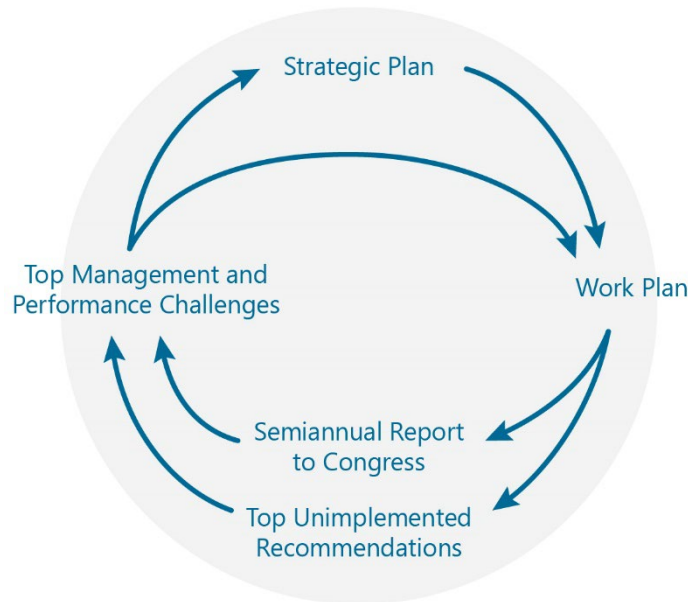 Strategic Plan
Top Management and
Performance Challenges
Work Plan
Semiannual Report
to Congress
Top Unimplemented
Recommendations